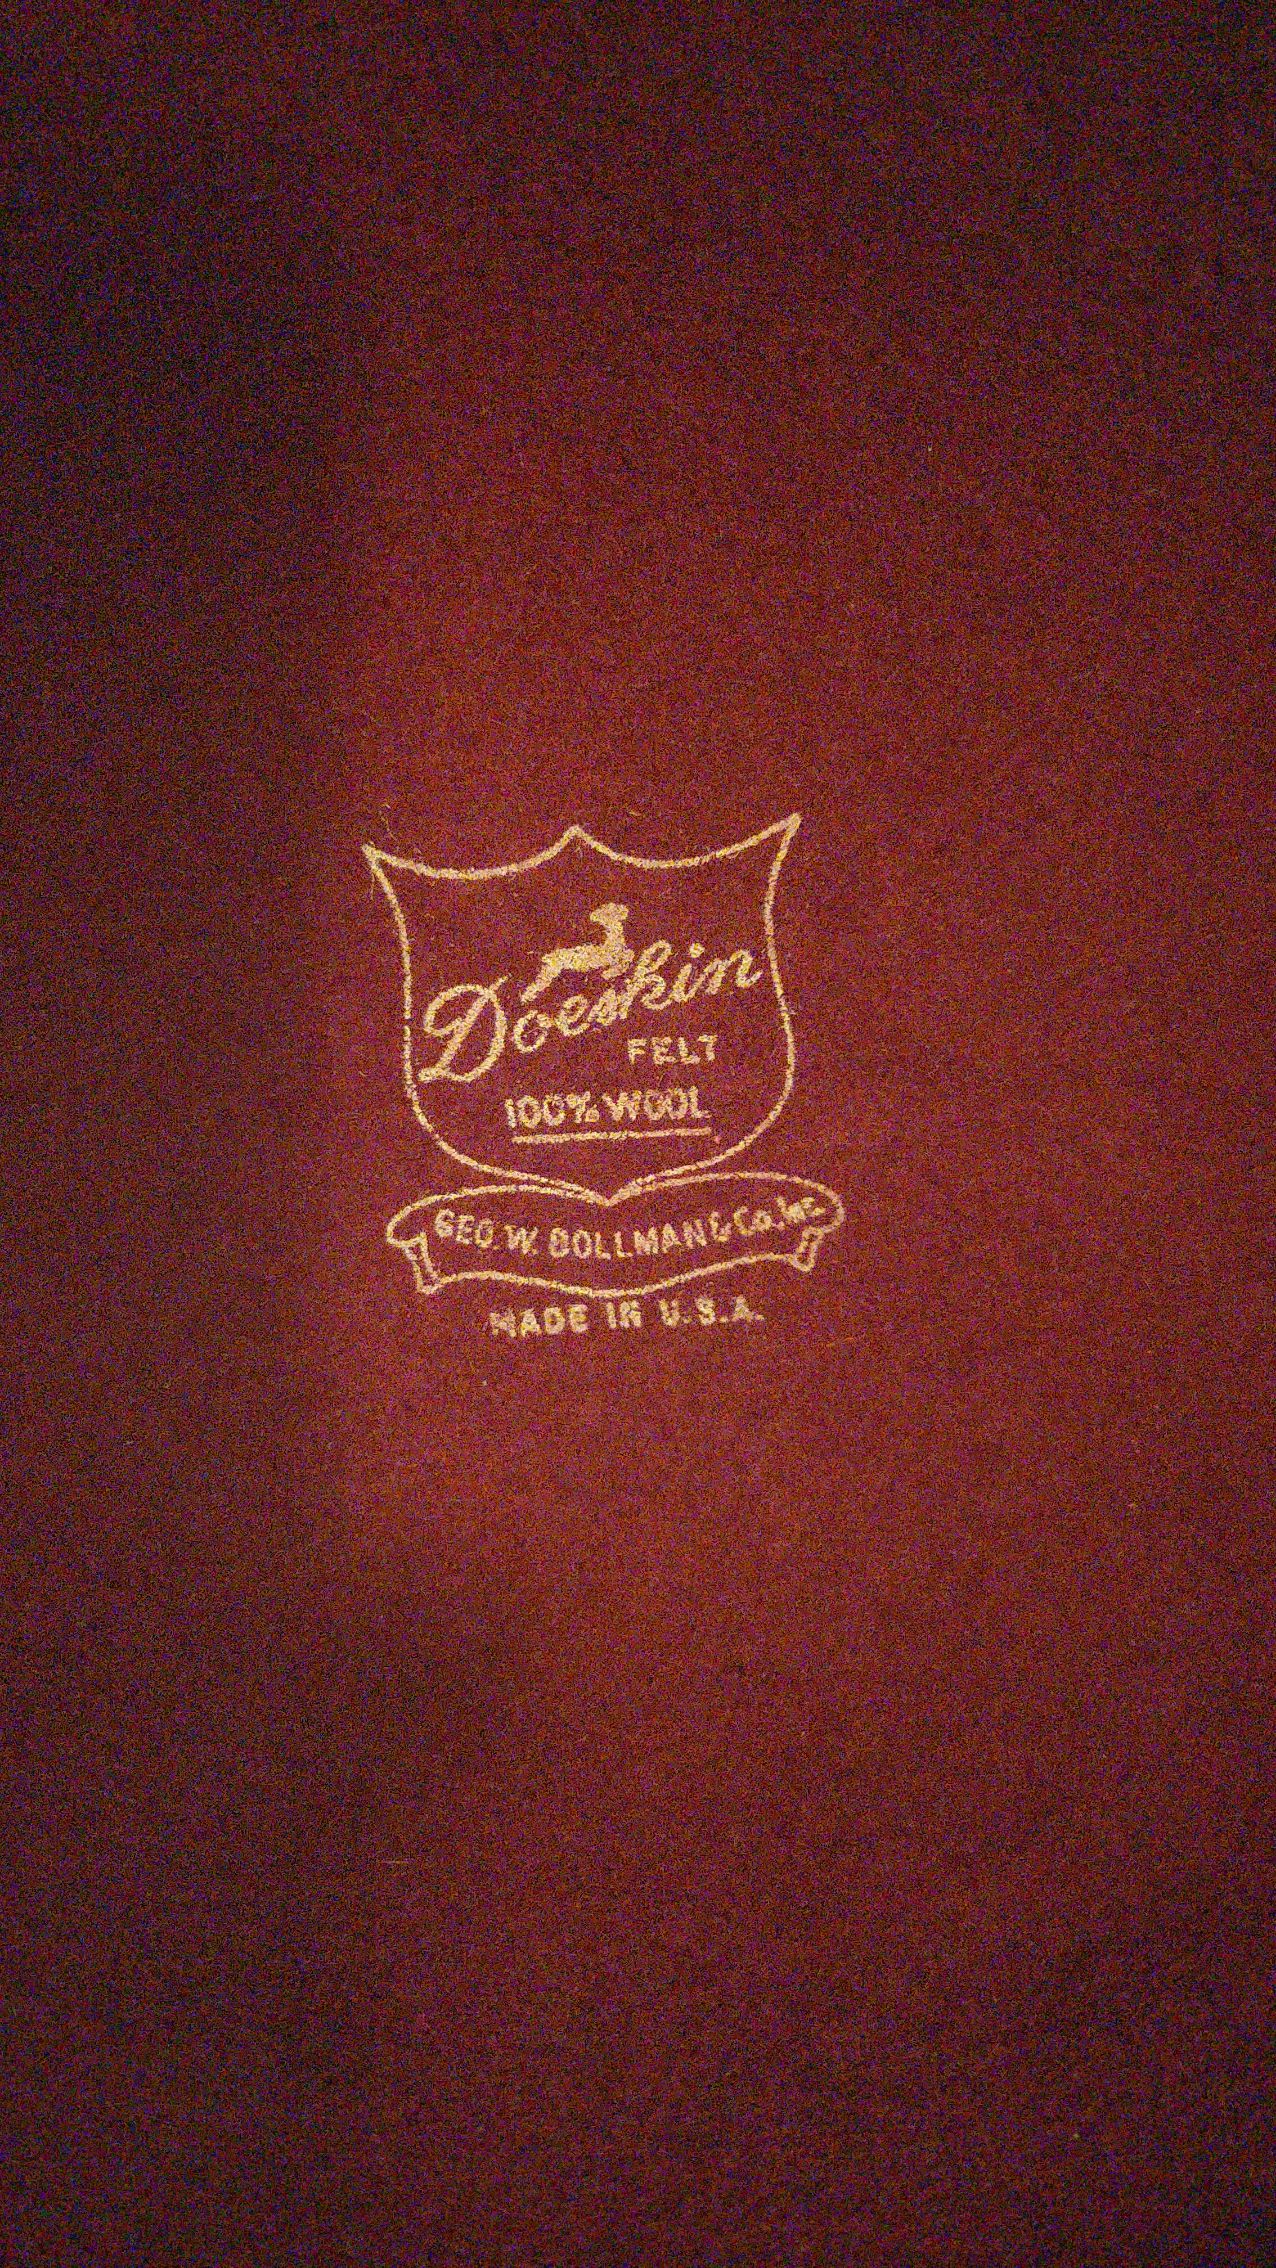 Doeskin
FELT
100% WOOL
GEO. W. BOLLMAN & Co. Inc
MADE IN U.S.A.